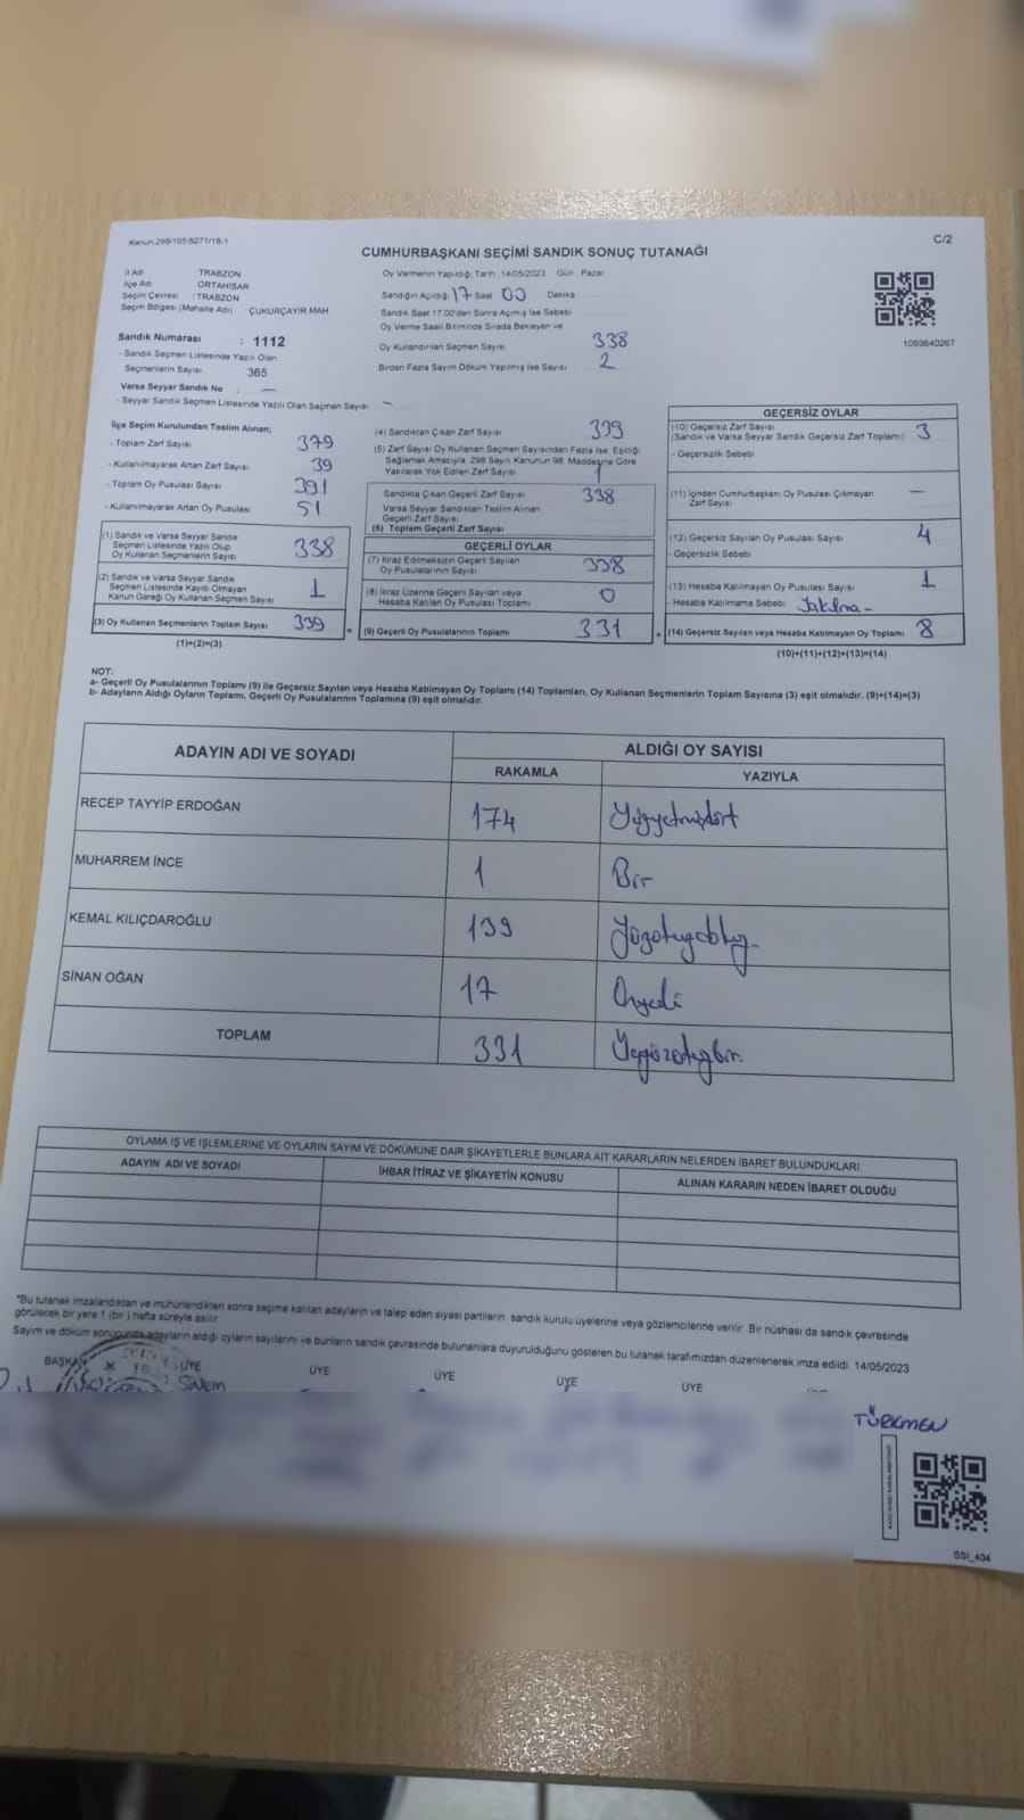 Kanun:298/105:5271/18-1
C/2
CUMHURBAŞKANI SEÇİMİ SANDIK SONUÇ TUTANAĞI
İl Adı TRABZON
İlçe Adı ORTAHİSAR
Seçim Çevresi : TRABZON
Seçim Bölgesi (Mahalle Adı) ÇUKURÇAYIR MAH
Sandık Numarası : 1112
- Sandık Seçmen Listesinde Yazılı Olan
Seçmenlerin Sayısı 365
Varsa Seyyar Sandık No : —
- Seyyar Sandık Seçmen Listesinde Yazılı Olan Seçmen Sayısı –
Oy Vermenin Yapıldığı Tarih 14/05/2023 Gün Pazar
Sandığın Açıldığı 17 Saat 00 Dakika
Sandık Saat 17.00'den Sonra Açılmış İse Sebebi
Oy Verme Saati Bitiminde Sırada Bekleyen ve
Oy Kullandırılan Seçmen Sayısı 338
Birden Fazla Sayım Döküm Yapılmış İse Sayısı 2
İlçe Seçim Kurulundan Teslim Alınan;
- Toplam Zarf Sayısı 379
- Kullanılmayarak Artan Zarf Sayısı 39
- Toplam Oy Pusulası Sayısı 391
- Kullanılmayarak Artan Oy Pusulası 51
(1) Sandık ve Varsa Seyyar Sandık
Seçmen Listesinde Yazılı Olup
Oy Kullanan Seçmenlerin Sayısı 338
(2) Sandık ve Varsa Seyyar Sandık
Seçmen Listesinde Kayıtlı Olmayan
Kanun Gereği Oy Kullanan Seçmen Sayısı 1
(3) Oy Kullanan Seçmenlerin Toplam Sayısı 339
(1)+(2)=(3)
(4) Sandıktan Çıkan Zarf Sayısı 339
(5) Zarf Sayısı Oy Kullanan Seçmen Sayısından Fazla İse, Eşitliği
Sağlamak Amacıyla, 298 Sayılı Kanunun 98. Maddesine Göre
Yakılarak Yok Edilen Zarf Sayısı 1
Sandıkta Çıkan Geçerli Zarf Sayısı 338
Varsa Seyyar Sandıktan Teslim Alınan
Geçerli Zarf Sayısı
(6) Toplam Geçerli Zarf Sayısı
GEÇERLİ OYLAR
(7) İtiraz Edilmeksizin Geçerli Sayılan
Oy Pusulalarının Sayısı 338
(8) İtiraz Üzerine Geçerli Sayılan veya
Hesaba Katılan Oy Pusulası Toplamı 0
(9) Geçerli Oy Pusulalarının Toplamı 331
GEÇERSİZ OYLAR
(10) Geçersiz Zarf Sayısı
(Sandık ve Varsa Seyyar Sandık Geçersiz Zarf Toplamı) 3
- Geçersizlik Sebebi
(11) İçinden Cumhurbaşkanı Oy Pusulası Çıkmayan
Zarf Sayısı —
(12) Geçersiz Sayılan Oy Pusulası Sayısı 4
Geçersizlik Sebebi
(13) Hesaba Katılmayan Oy Pusulası Sayısı 1
Hesaba Katılmama Sebebi Yakılma -
(14) Geçersiz Sayılan veya Hesaba Katılmayan Oy Toplamı 8
(10)+(11)+(12)+(13)=(14)
NOT:
a- Geçerli Oy Pusulalarının Toplamı (9) ile Geçersiz Sayılan veya Hesaba Katılmayan Oy Toplamı (14) Toplamları, Oy Kullanan Seçmenlerin Toplam Sayısına (3) eşit olmalıdır. (9)+(14)=(3)
b- Adayların Aldığı Oyların Toplamı, Geçerli Oy Pusulalarının Toplamına (9) eşit olmalıdır.
ADAYIN ADI VE SOYADI
ALDIĞI OY SAYISI
RAKAMLA YAZIYLA
RECEP TAYYİP ERDOĞAN 174 Yüzyetmişdört
MUHARREM İNCE 1 Bir
KEMAL KILIÇDAROĞLU 139 Yüzotuzdokuz
SİNAN OĞAN 17 Onyedi
TOPLAM 331 Üçyüzotuzbir
OYLAMA İŞ VE İŞLEMLERİNE VE OYLARIN SAYIM VE DÖKÜMÜNE DAİR ŞİKAYETLERLE BUNLARA AİT KARARLARIN NELERDEN İBARET BULUNDUKLARI
ADAYIN ADI VE SOYADI İHBAR İTİRAZ VE ŞİKAYETİN KONUSU ALINAN KARARIN NEDEN İBARET OLDUĞU
*Bu tutanak imzalandıktan ve mühürlendikten sonra seçime katılan adayların ve talep eden siyasi partilerin sandık kurulu üyelerine veya gözlemcilerine verilir. Bir nüshası da sandık çevresinde
görülecek bir yere 1 (bir) hafta süreyle asılır.
Sayım ve döküm sonucunda adayların aldığı oyların sayılarını ve bunların sandık çevresinde bulunanlara duyurulduğunu gösteren bu tutanak tarafımızdan düzenlenerek imza edildi. 14/05/2023
BAŞKAN ÜYE ÜYE ÜYE ÜYE ÜYE
TÜRKMEN
SSI_434